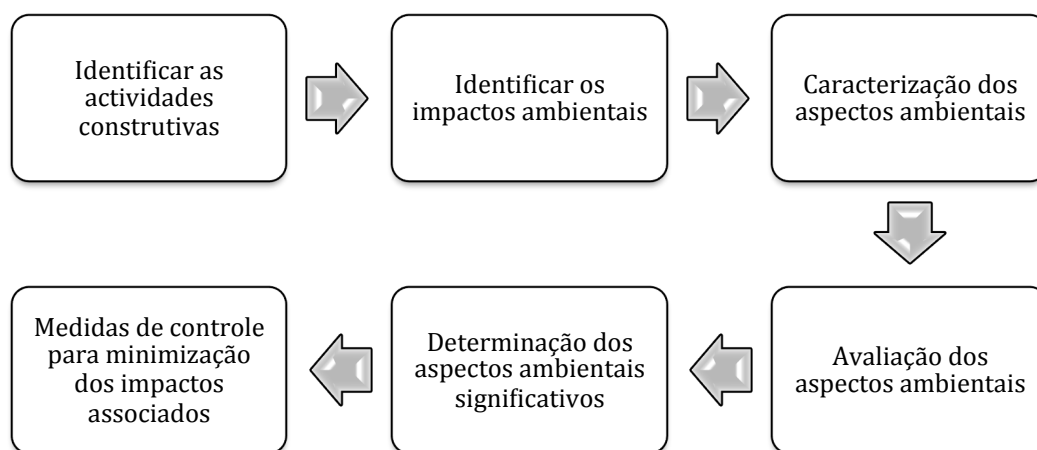 Identificar as
actividades
construtivas
Identificar os
impactos ambientais
Caracterização dos
aspectos ambientais
Avaliação dos
aspectos ambientais
Determinação dos
aspectos ambientais
significativos
Medidas de controle
para minimização
dos impactos
associados